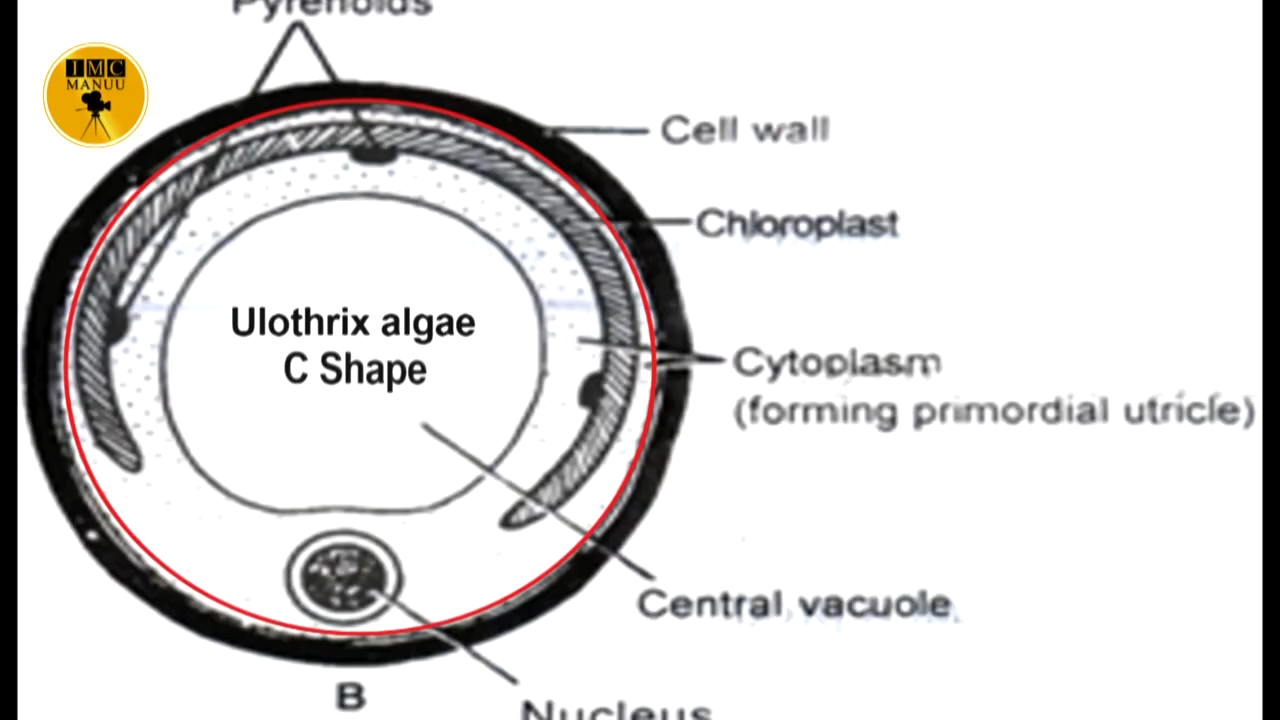 Pyrenoids
IMC
MANUU
Cell wall
Chloroplast
Ulothrix algae
C Shape
Cytoplasm
(forming primordial utricle)
Central vacuole
B
Nucleus